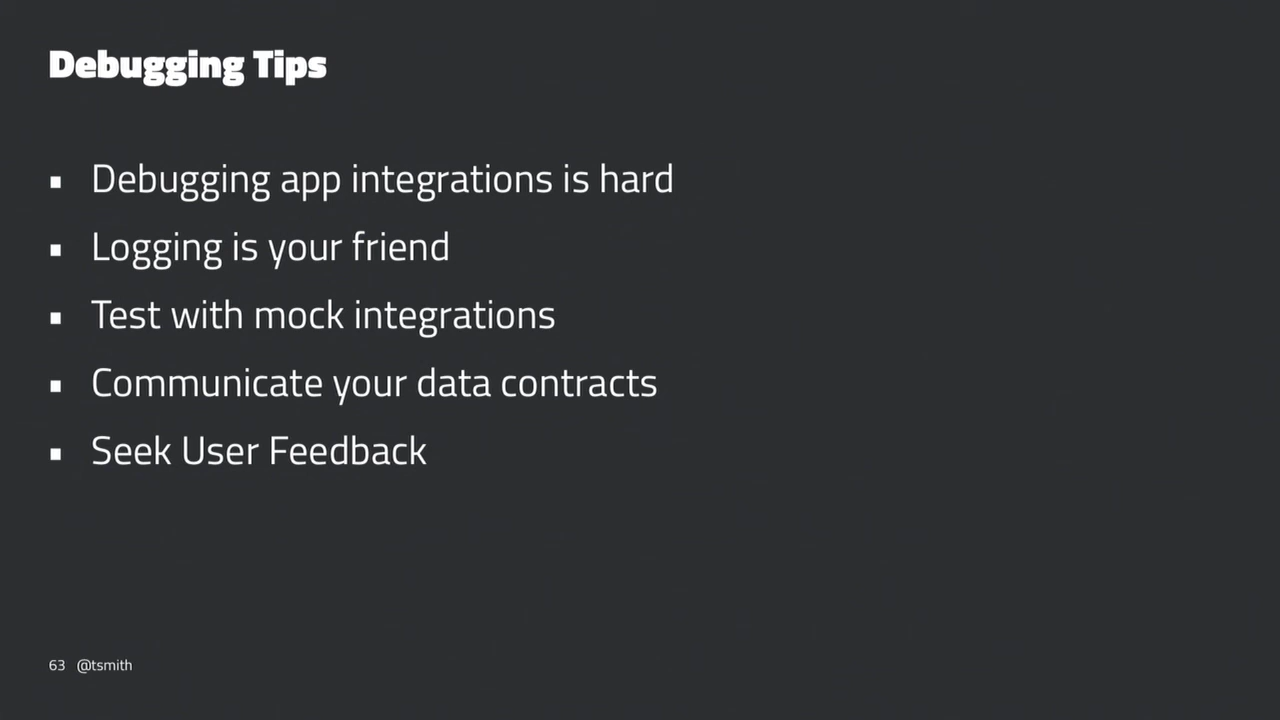 Debugging Tips
▪ Debugging app integrations is hard
▪ Logging is your friend
▪ Test with mock integrations
▪ Communicate your data contracts
▪ Seek User Feedback
63 @tsmith